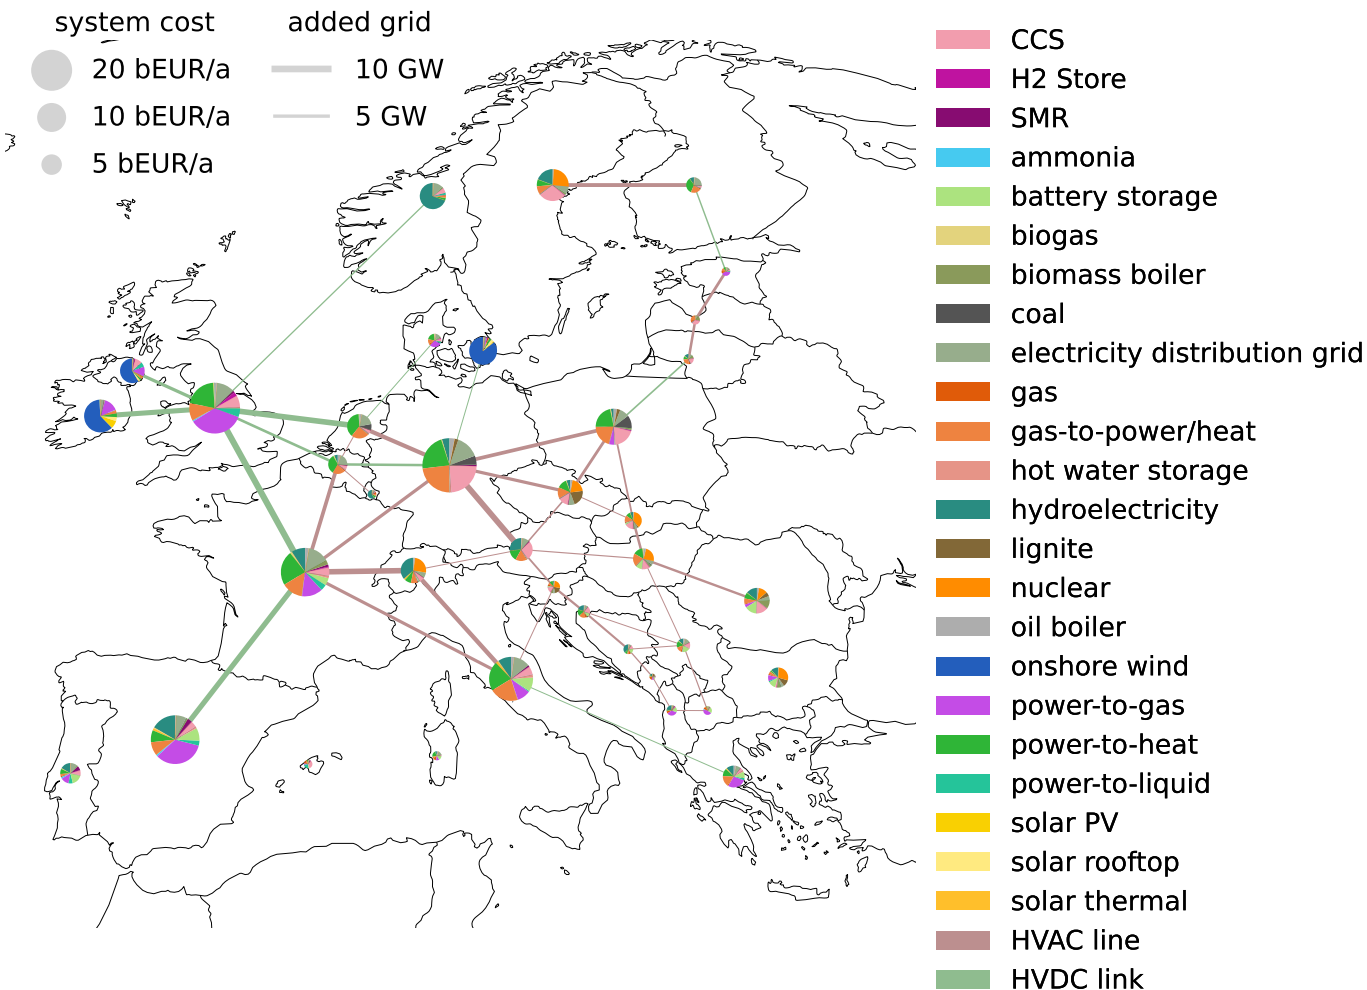 system cost
20 bEUR/a
10 bEUR/a
5 bEUR/a
added grid
10 GW
5 GW
CCS
H2 Store
SMR
ammonia
battery storage
biogas
biomass boiler
coal
electricity distribution grid
gas
gas-to-power/heat
hot water storage
hydroelectricity
lignite
nuclear
oil boiler
onshore wind
power-to-gas
power-to-heat
power-to-liquid
solar PV
solar rooftop
solar thermal
HVAC line
HVDC link